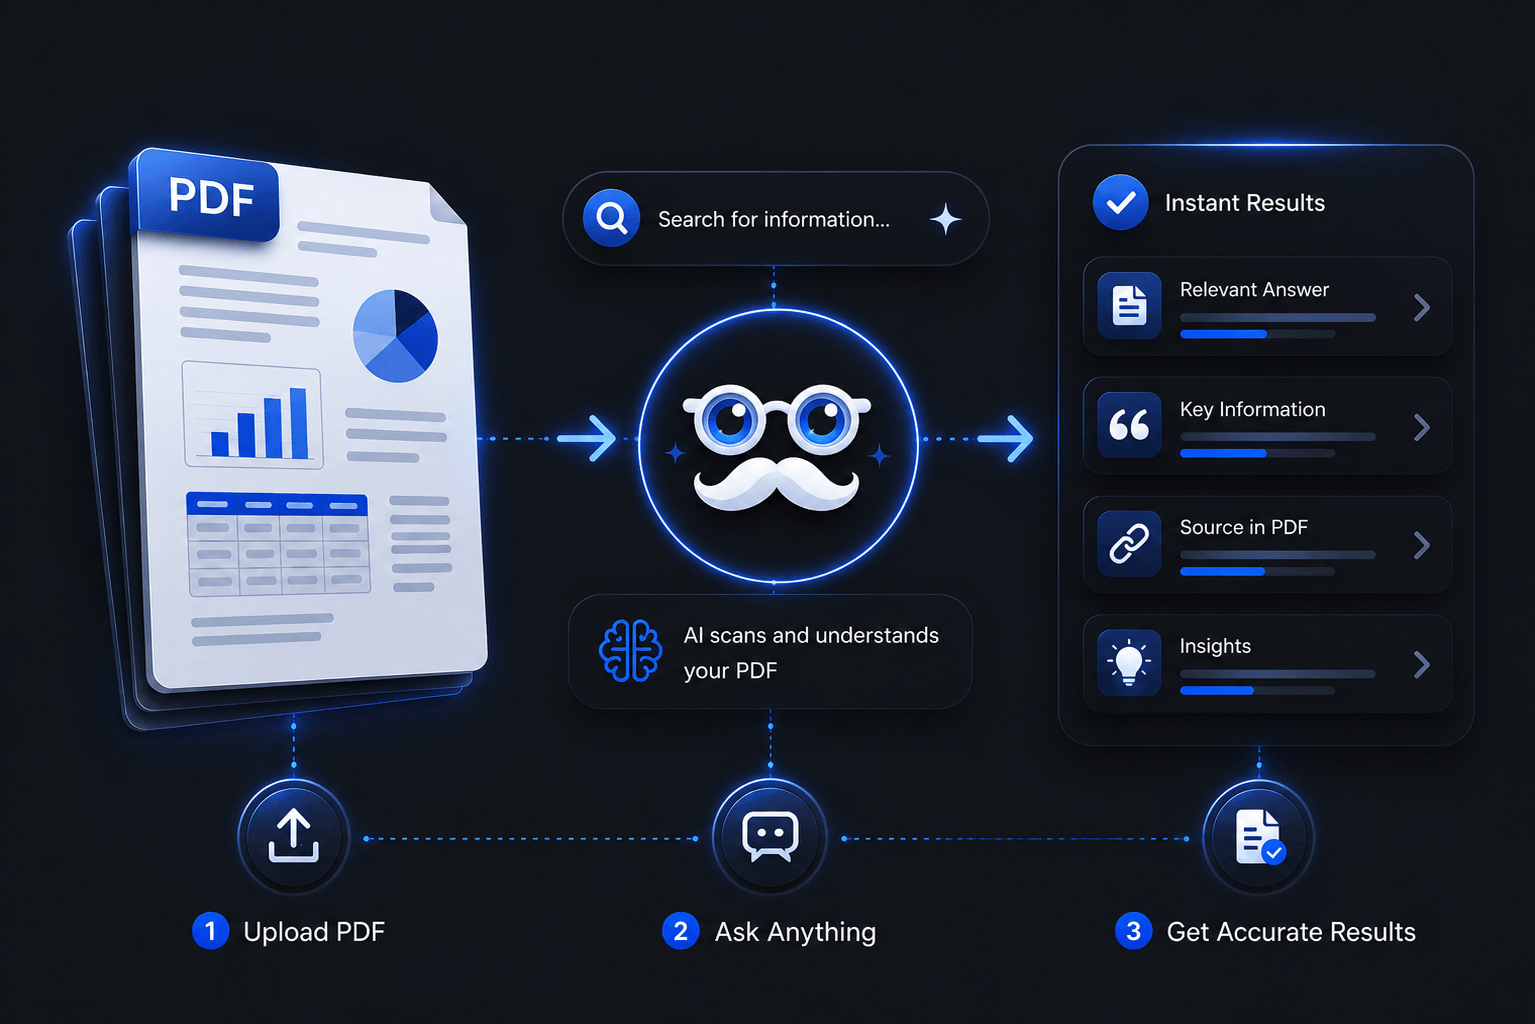 PDF
Search for information...
AI scans and understands
your PDF
Instant Results
Relevant Answer
Key Information
Source in PDF
Insights
1 Upload PDF
2 Ask Anything
3 Get Accurate Results